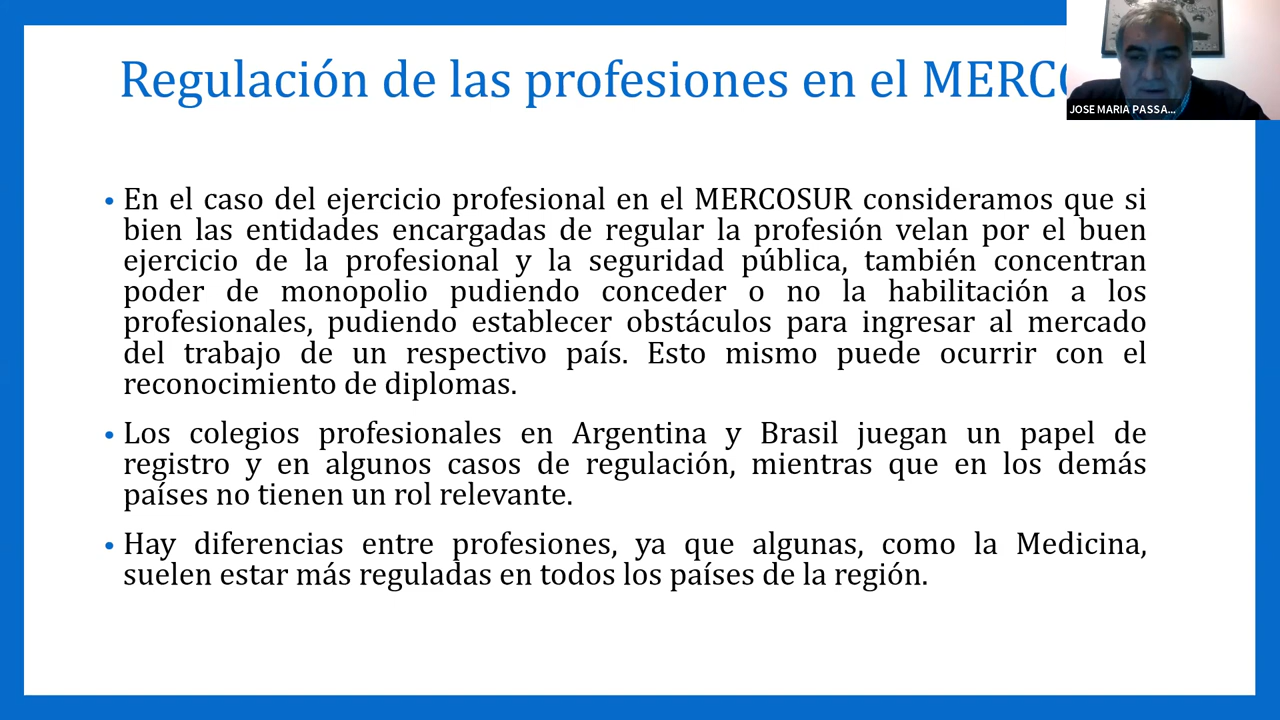 Regulación de las profesiones en el MERCO
JOSE MARIA PASSA...
• En el caso del ejercicio profesional en el MERCOSUR consideramos que si
bien las entidades encargadas de regular la profesión velan por el buen
ejercicio de la profesional y la seguridad pública, también concentran
poder de monopolio pudiendo conceder o no la habilitación a los
profesionales, pudiendo establecer obstáculos para ingresar al mercado
del trabajo de un respectivo país. Esto mismo puede ocurrir con el
reconocimiento de diplomas.
• Los colegios profesionales en Argentina y Brasil juegan un papel de
registro y en algunos casos de regulación, mientras que en los demás
países no tienen un rol relevante.
• Hay diferencias entre profesiones, ya que algunas, como la Medicina,
suelen estar más reguladas en todos los países de la región.